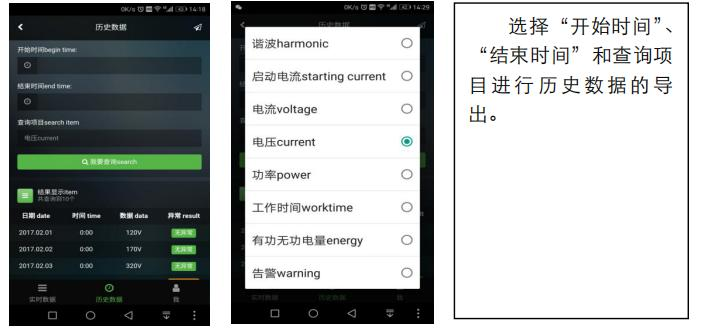 0K/s 14:18
历史数据
开始时间begin time:
结束时间end time:
查询项目search item
电压current
我要查询search
结果显示item
共查询到10个
日期 date 时间 time 数据 data 异常 result
2017.02.01 0:00 120V 无异常
2017.02.02 0:00 170V 无异常
2017.02.03 0:00 320V 无异常
实时数据 历史数据 我
0K/s 14:29
历史数据
谐波harmonic
启动电流starting current
电流voltage
电压current
功率power
工作时间worktime
有功无功电量energy
告警warning
实时数据 历史数据 我
选择“开始时间”、
“结束时间”和查询项
目进行历史数据的导
出。